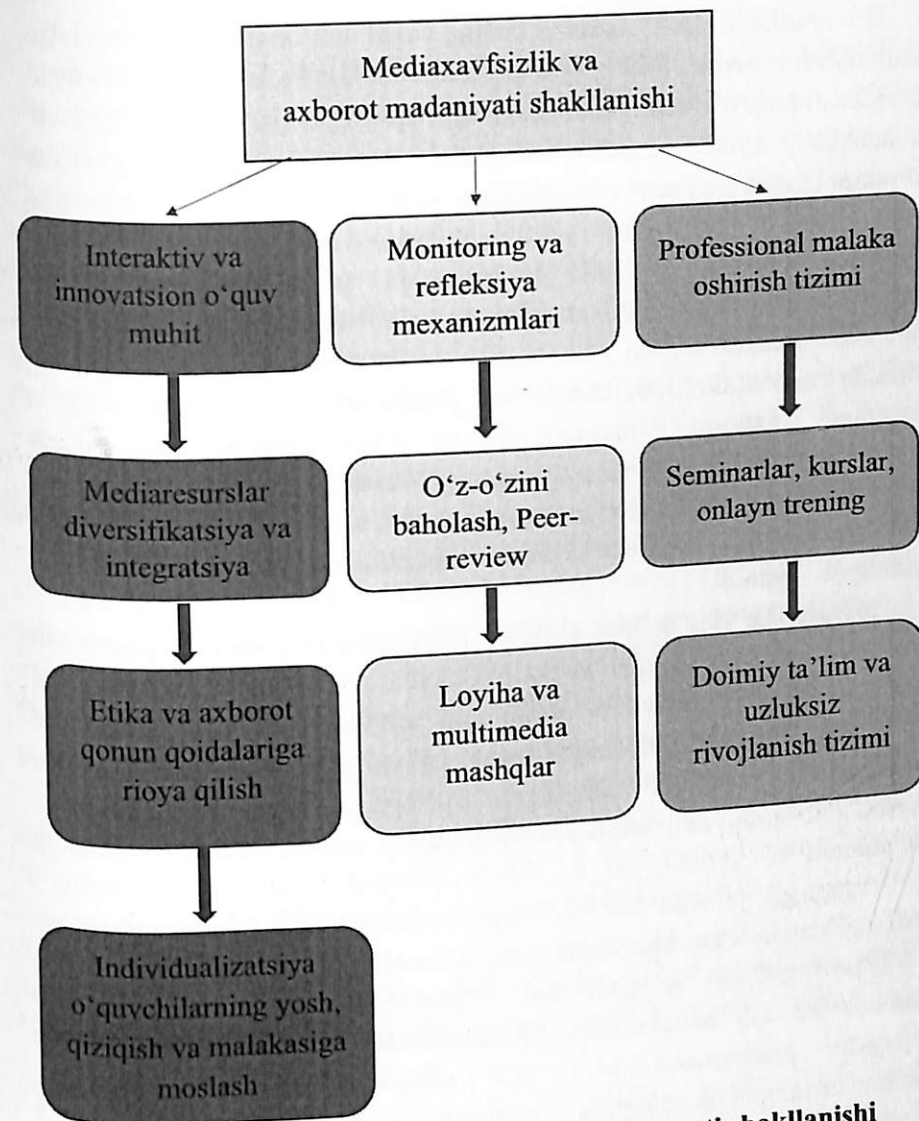 Mediaxavfsizlik va
axborot madaniyati shakllanishi
Interaktiv va
innovatsion o‘quv
muhit
Monitoring va
refleksiya
mexanizmlari
Professional malaka
oshirish tizimi
Mediaresurslar
diversifikatsiya va
integratsiya
O‘z-o‘zini
baholash, Peer-
review
Seminarlar, kurslar,
onlayn trening
Etika va axborot
qonun qoidalariga
rioya qilish
Loyiha va
multimedia
mashqlar
Doimiy ta’lim va
uzluksiz
rivojlanish tizimi
Individualizatsiya
o‘quvchilarning yosh,
qiziqish va malakasiga
moslash
shakllanishi